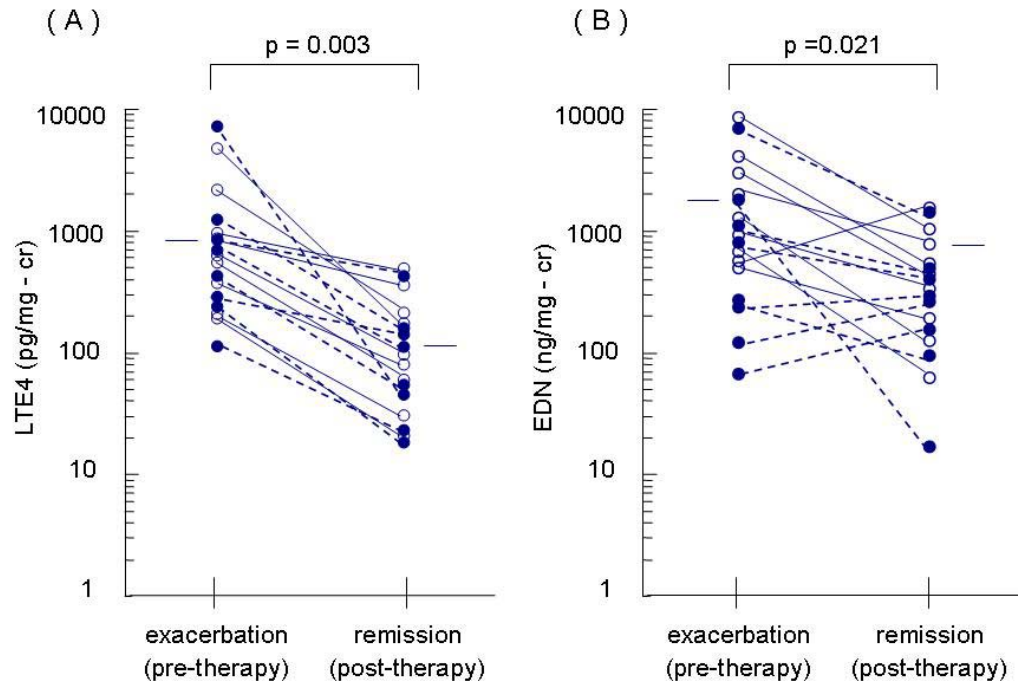 ( A )
p = 0.003
LTE4 (pg/mg - cr)
10000
1000
100
10
1
exacerbation
(pre-therapy)
remission
(post-therapy)
( B )
p =0.021
EDN (ng/mg - cr)
10000
1000
100
10
1
exacerbation
(pre-therapy)
remission
(post-therapy)